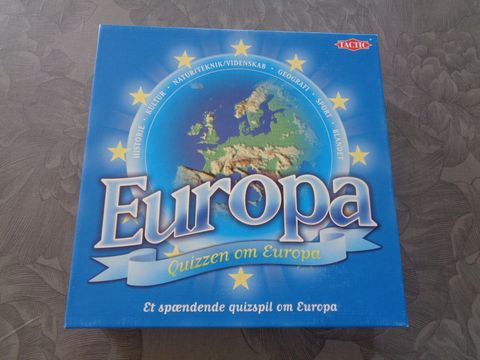 TACTIC
HISTORIE • KULTUR • NATUR/TEKNIK/VIDENSKAB • GEOGRAFI • SPORT • BLANDET
Europa
Quizzen om Europa
Et spændende quizspil om Europa